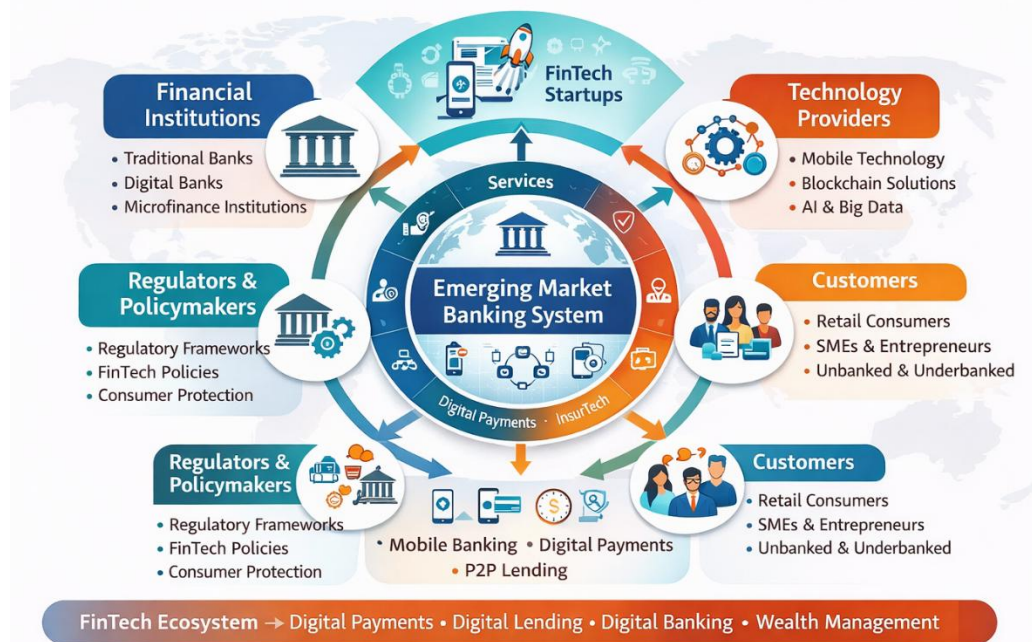 FinTech
Startups
Financial
Institutions
• Traditional Banks
• Digital Banks
• Microfinance Institutions
Technology
Providers
• Mobile Technology
• Blockchain Solutions
• AI & Big Data
Services
Emerging Market
Banking System
Digital Payments · InsurTech
Regulators &
Policymakers
• Regulatory Frameworks
• FinTech Policies
• Consumer Protection
Customers
• Retail Consumers
• SMEs & Entrepreneurs
• Unbanked & Underbanked
Regulators &
Policymakers
• Regulatory Frameworks
• FinTech Policies
• Consumer Protection
$
• Mobile Banking • Digital Payments
• P2P Lending
Customers
• Retail Consumers
• SMEs & Entrepreneurs
• Unbanked & Underbanked
FinTech Ecosystem → Digital Payments • Digital Lending • Digital Banking • Wealth Management